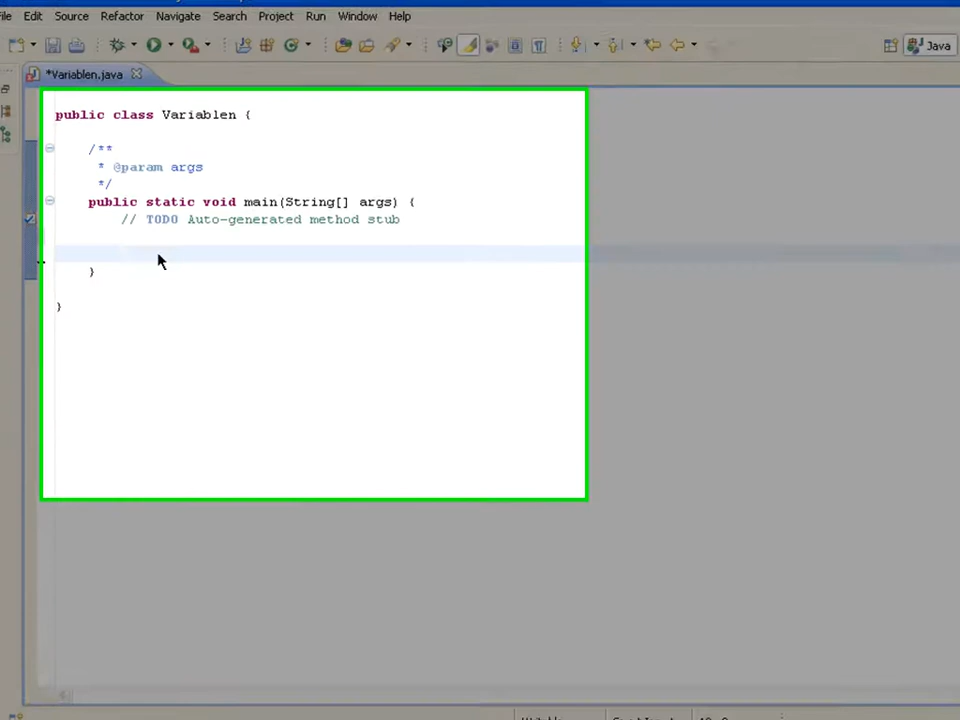 File Edit Source Refactor Navigate Search Project Run Window Help
Java
*Variablen.java
public class Variablen {
/**
* @param args
*/
public static void main(String[] args) {
// TODO Auto-generated method stub
}
}